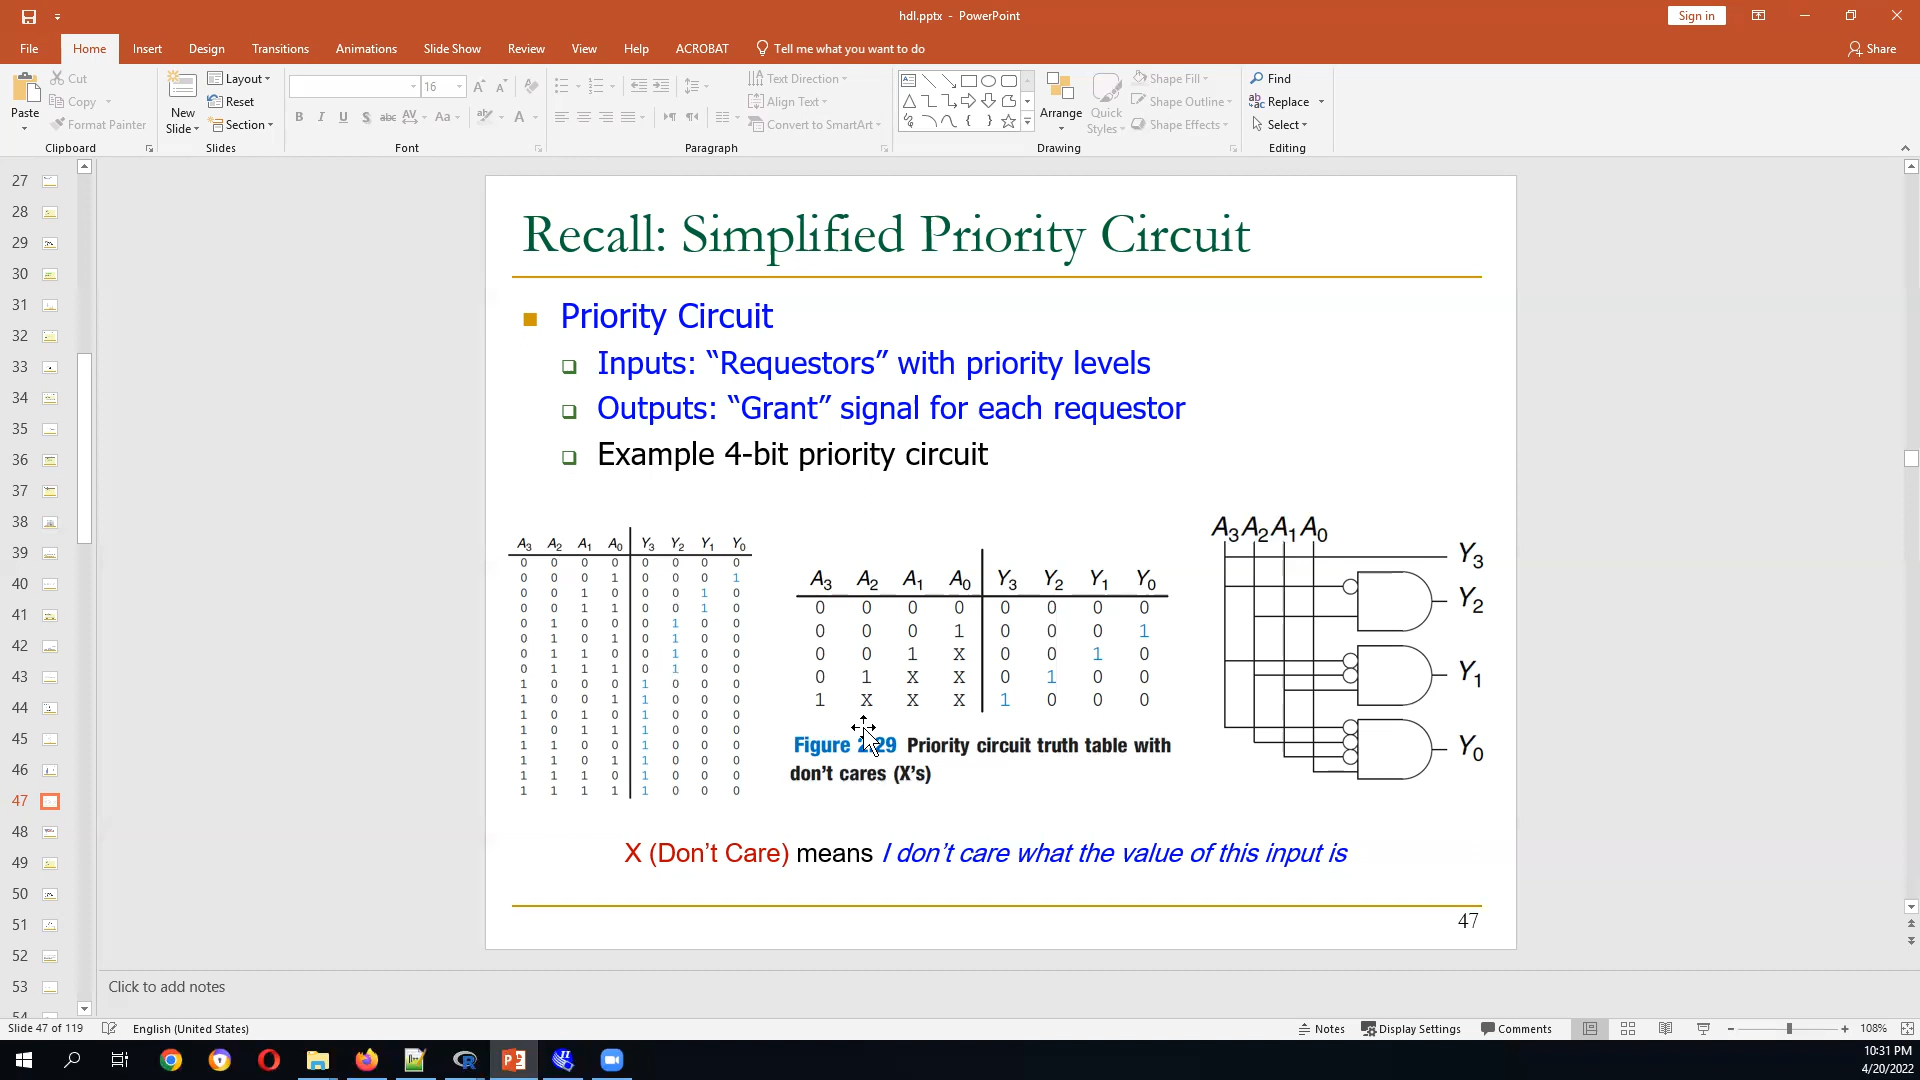 hdl.pptx - PowerPoint
Sign in
File Home Insert Design Transitions Animations Slide Show Review View Help ACROBAT Tell me what you want to do
Share
Paste
Cut
Copy
Format Painter
Clipboard
New Slide
Layout
Reset
Section
Slides
16
Font
Text Direction
Align Text
Convert to SmartArt
Paragraph
Arrange
Quick Styles
Shape Fill
Shape Outline
Shape Effects
Drawing
Find
Replace
Select
Editing
27
28
29
30
31
32
33
34
35
36
37
38
39
40
41
42
43
44
45
46
47
48
49
50
51
52
53
54
Recall: Simplified Priority Circuit
Priority Circuit
Inputs: “Requestors” with priority levels
Outputs: “Grant” signal for each requestor
Example 4-bit priority circuit
A3 A2 A1 A0 Y3 Y2 Y1 Y0
0 0 0 0 0 0 0 0
0 0 0 1 0 0 0 1
0 0 1 0 0 0 1 0
0 0 1 1 0 0 1 0
0 1 0 0 0 1 0 0
0 1 0 1 0 1 0 0
0 1 1 0 0 1 0 0
0 1 1 1 0 1 0 0
1 0 0 0 1 0 0 0
1 0 0 1 1 0 0 0
1 0 1 0 1 0 0 0
1 0 1 1 1 0 0 0
1 1 0 0 1 0 0 0
1 1 0 1 1 0 0 0
1 1 1 0 1 0 0 0
1 1 1 1 1 0 0 0
A3 A2 A1 A0 Y3 Y2 Y1 Y0
0 0 0 0 0 0 0 0
0 0 0 1 0 0 0 1
0 0 1 X 0 0 1 0
0 1 X X 0 1 0 0
1 X X X 1 0 0 0
Figure 2.29 Priority circuit truth table with
don't cares (X's)
A3 A2 A1 A0
Y3
Y2
Y1
Y0
X (Don’t Care) means I don’t care what the value of this input is
47
Click to add notes
Slide 47 of 119 English (United States) Notes Display Settings Comments 108%
10:31 PM
4/20/2022